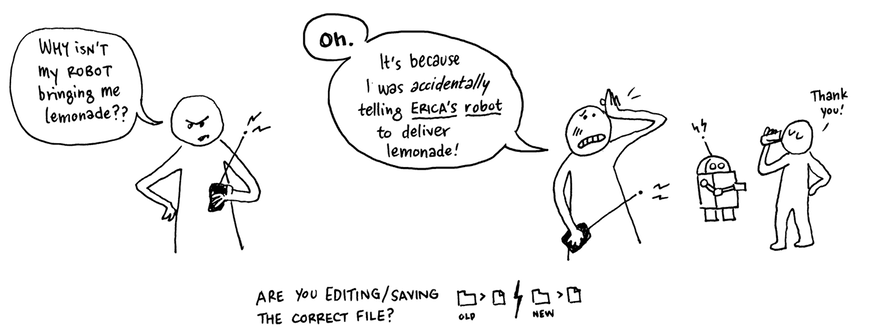 WHY ISN'T
my ROBOT
bringing me
lemonade??
Oh.
It's because
I was accidentally
telling ERICA'S robot
to deliver
lemonade!
Thank
you!
ARE YOU EDITING/SAVING
THE CORRECT FILE?
> / >
OLD NEW